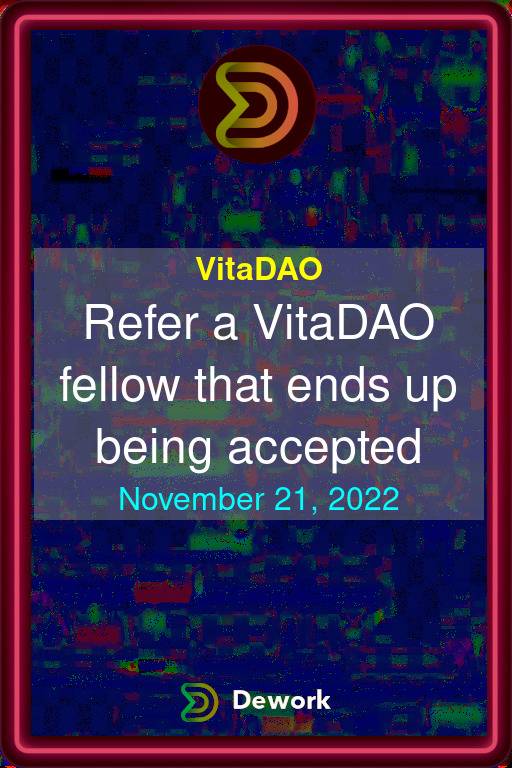 VitaDAO
Refer a VitaDAO
fellow that ends up
being accepted
November 21, 2022
Dework